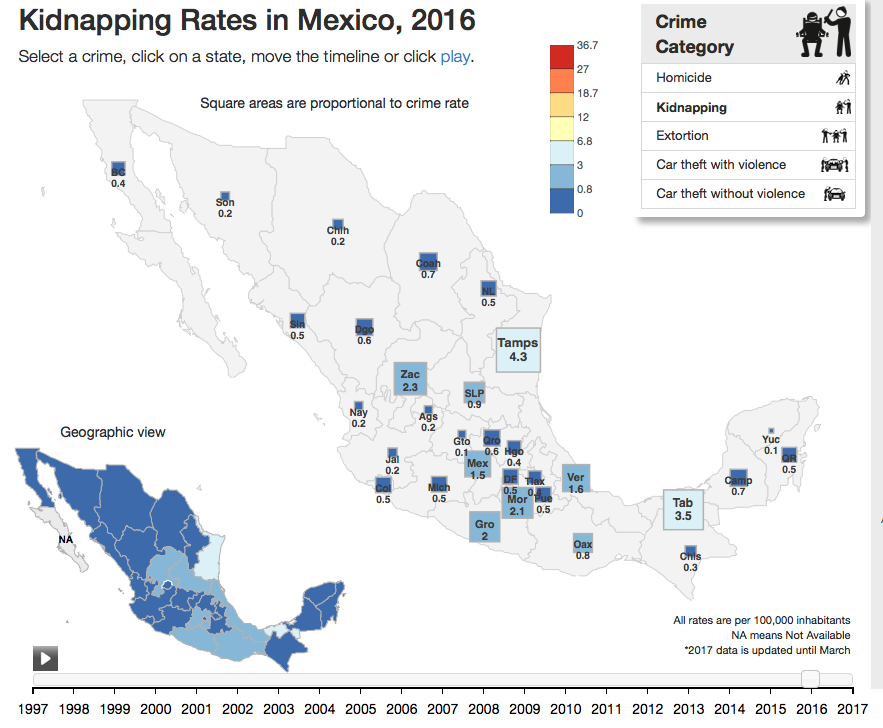 Kidnapping Rates in Mexico, 2016
Select a crime, click on a state, move the timeline or click play.
Square areas are proportional to crime rate
36.7
27
18.7
12
6.8
3
0.8
0
Crime
Category
Homicide
Kidnapping
Extortion
Car theft with violence
Car theft without violence
BC
0.4
Son
0.2
Chih
0.2
Coah
0.7
NL
0.5
Sin
0.5
Dgo
0.6
Tamps
4.3
Zac
2.3
SLP
0.9
Nay
0.2
Ags
0.2
Gto
0.1
Qro
0.6
Hgo
0.4
Yuc
0.1
QR
0.5
Jal
0.2
Mex
1.5
Col
0.5
Mich
0.5
DF
0.5
Tlax
0.4
Ver
1.6
Camp
0.7
Mor
2.1
Pue
0.5
Tab
3.5
Gro
2
Oax
0.8
Chis
0.3
Geographic view
NA
All rates are per 100,000 inhabitants
NA means Not Available
*2017 data is updated until March
1997 1998 1999 2000 2001 2002 2003 2004 2005 2006 2007 2008 2009 2010 2011 2012 2013 2014 2015 2016 2017